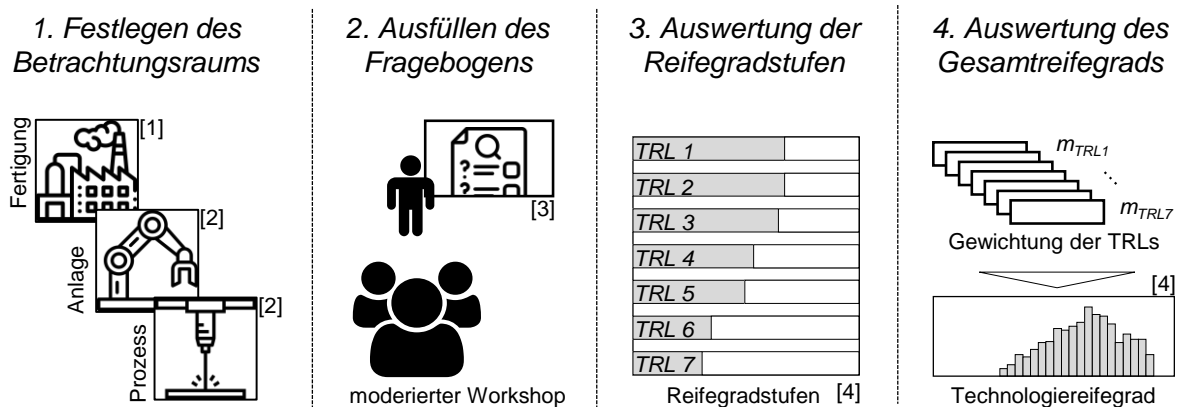 1. Festlegen des
Betrachtungsraums
Fertigung
[1]
Anlage
[2]
Prozess
[2]
2. Ausfüllen des
Fragebogens
?
?
[3]
moderierter Workshop
3. Auswertung der
Reifegradstufen
TRL 1
TRL 2
TRL 3
TRL 4
TRL 5
TRL 6
TRL 7
Reifegradstufen [4]
4. Auswertung des
Gesamtreifegrads
mTRL1
...
mTRL7
Gewichtung der TRLs
[4]
Technologiereifegrad